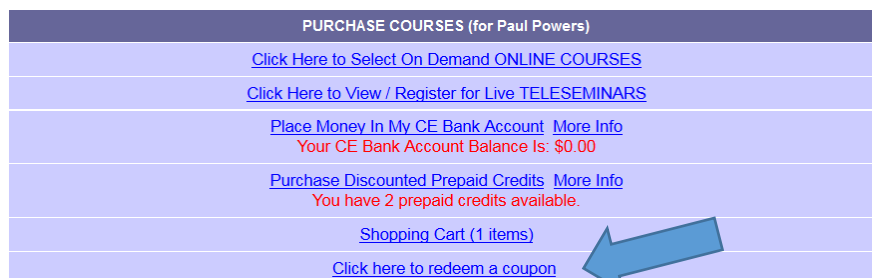 PURCHASE COURSES (for Paul Powers)
Click Here to Select On Demand ONLINE COURSES
Click Here to View / Register for Live TELESEMINARS
Place Money In My CE Bank Account More Info
Your CE Bank Account Balance Is: $0.00
Purchase Discounted Prepaid Credits More Info
You have 2 prepaid credits available.
Shopping Cart (1 items)
Click here to redeem a coupon